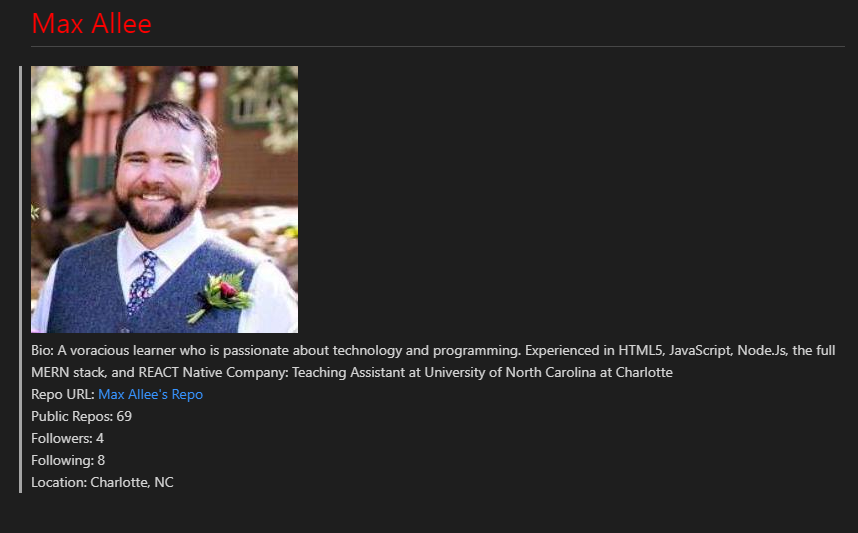 Max Allee
Bio: A voracious learner who is passionate about technology and programming. Experienced in HTML5, JavaScript, Node.Js, the full
MERN stack, and REACT Native Company: Teaching Assistant at University of North Carolina at Charlotte
Repo URL: Max Allee's Repo
Public Repos: 69
Followers: 4
Following: 8
Location: Charlotte, NC